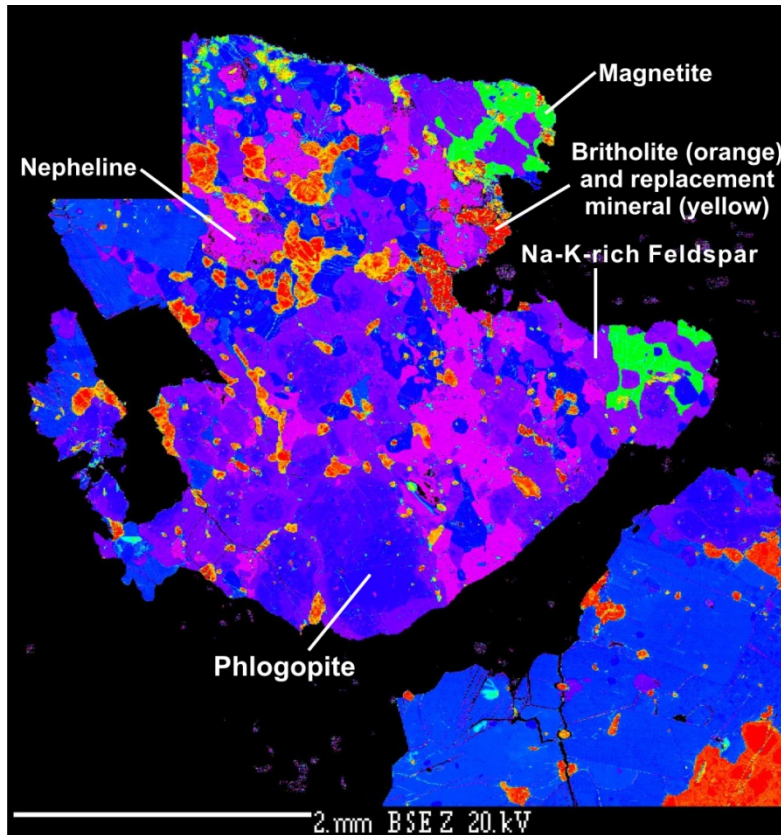 Magnetite
Britholite (orange)
and replacement
mineral (yellow)
Nepheline
Na-K-rich Feldspar
Phlogopite
2.mm BSE Z 20.kV